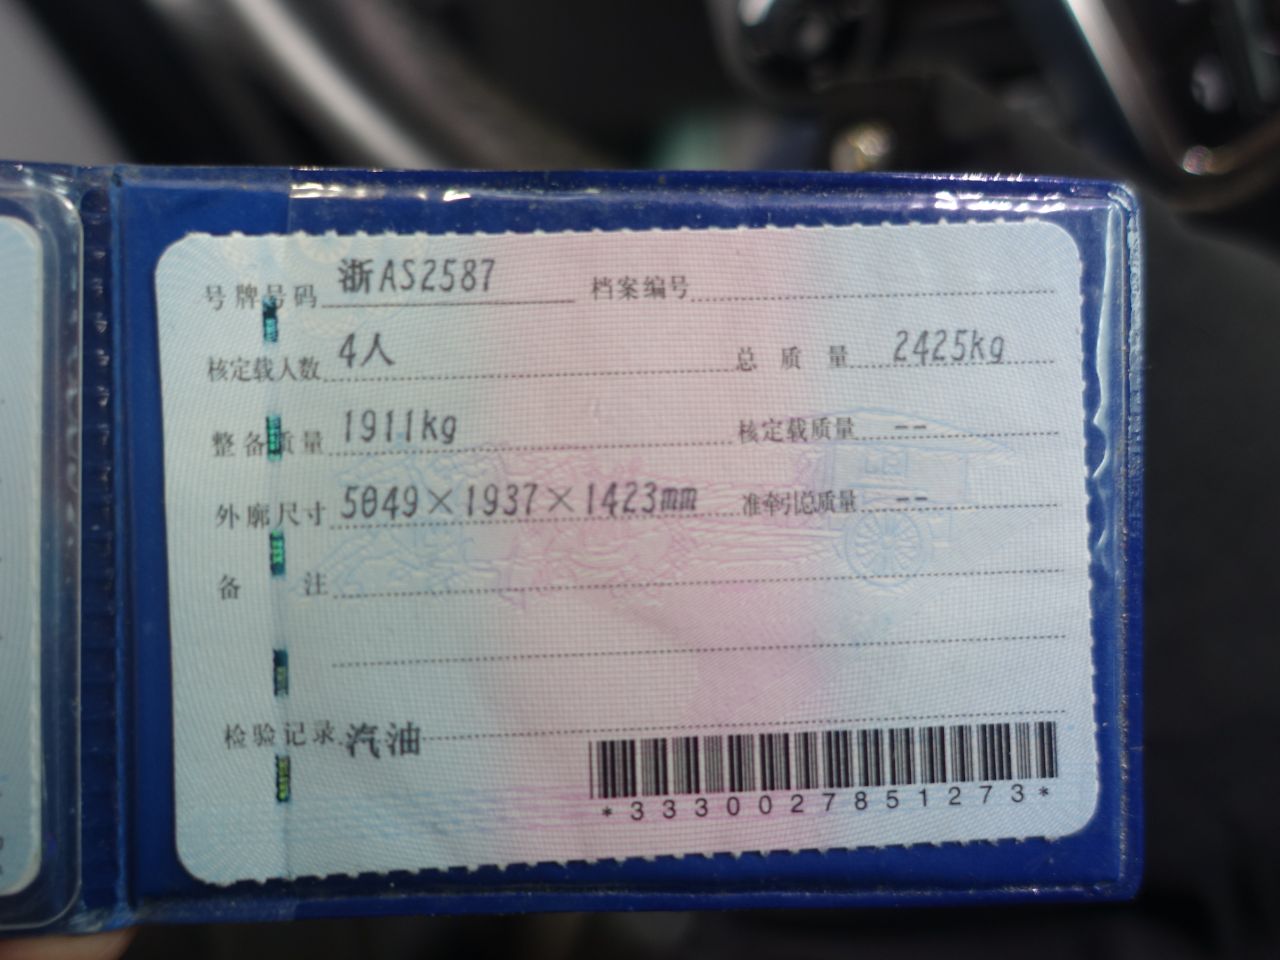 号牌号码 浙AS2587 档案编号
核定载人数 4人 总质量 2425kg
整备质量 1911kg 核定载质量 --
外廓尺寸 5049×1937×1423mm 准牵引总质量 --
备注
检验记录 汽油
*3330027851273*